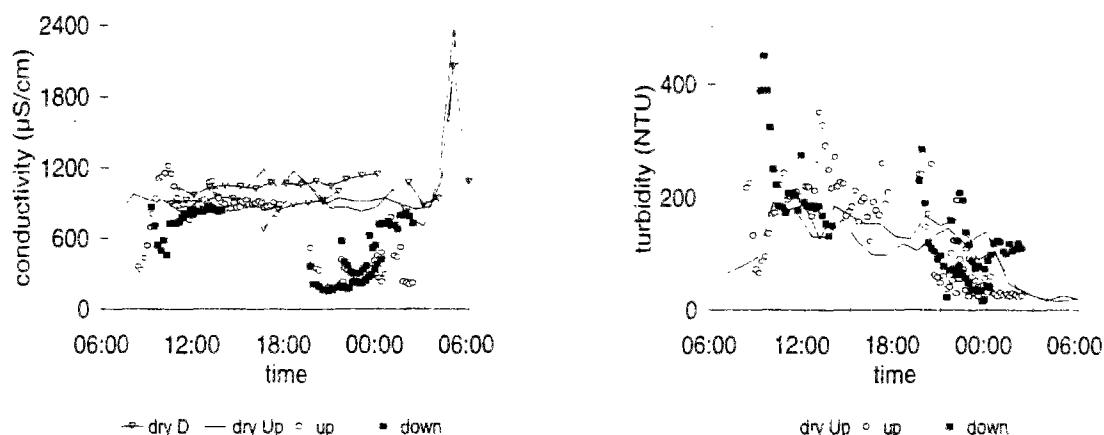 2400
1800
1200
600
0
conductivity (µS/cm)
06:00 12:00 18:00 00:00 06:00
time
dry D dry Up up down
400
200
0
turbidity (NTU)
06:00 12:00 18:00 00:00 06:00
time
dry Up up down